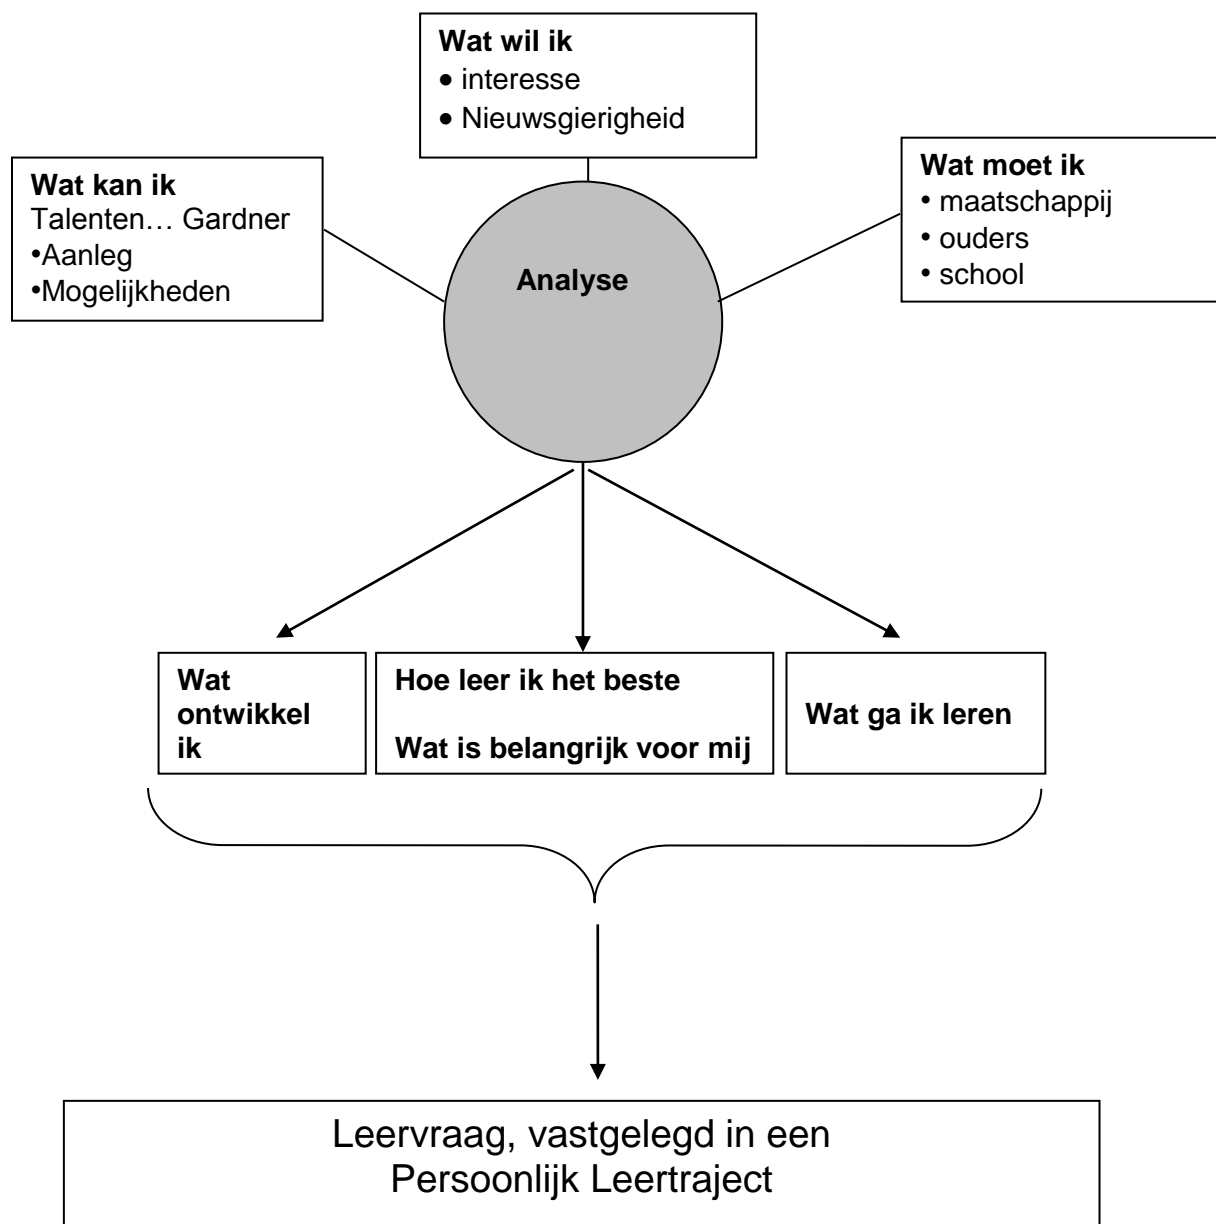 Wat wil ik
• interesse
• Nieuwsgierigheid
Wat kan ik
Talenten… Gardner
•Aanleg
•Mogelijkheden
Wat moet ik
• maatschappij
• ouders
• school
Analyse
Wat
ontwikkel
ik
Hoe leer ik het beste
Wat is belangrijk voor mij
Wat ga ik leren
Leervraag, vastgelegd in een
Persoonlijk Leertraject